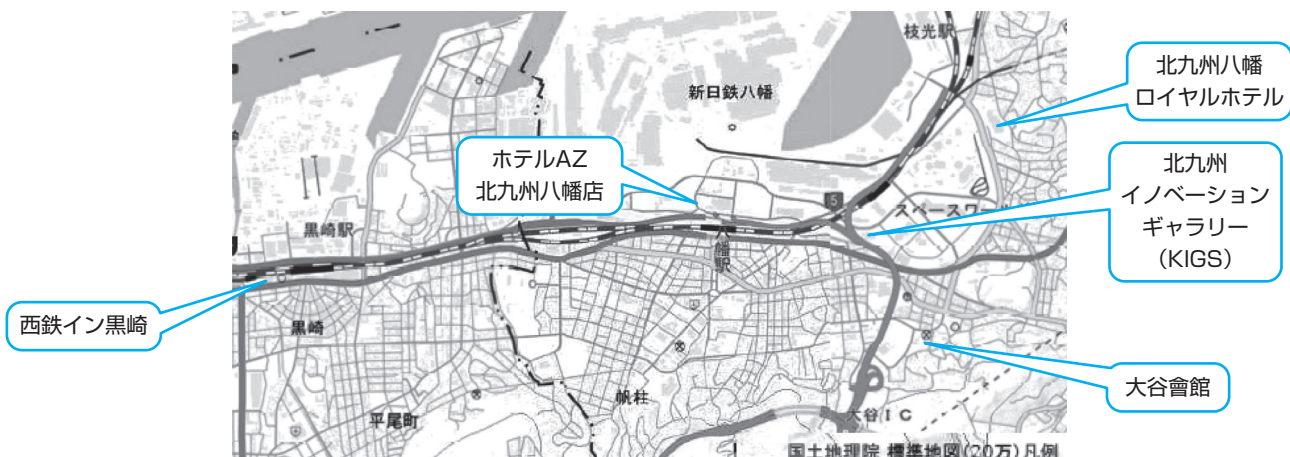 枝光駅
北九州八幡
ロイヤルホテル
新日鉄八幡
ホテルAZ
北九州八幡店
北九州
イノベーション
ギャラリー
(KIGS)
5
スペースワール
黒崎駅
八幡駅
西鉄イン黒崎
黒崎
大谷會館
帆柱
平尾町
大谷IC
国土地理院 標準地図(20万)凡例